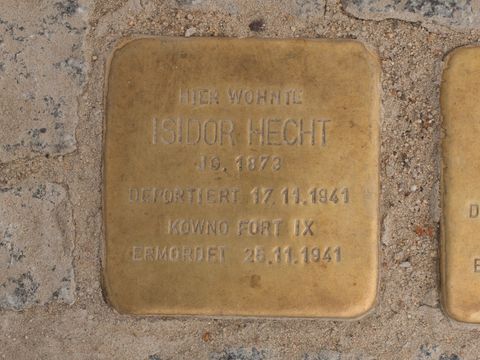 HIER WOHNTE
ISIDOR HECHT
JG. 1873
DEPORTIERT 17.11.1941
KOWNO FORT IX
ERMORDET 25.11.1941